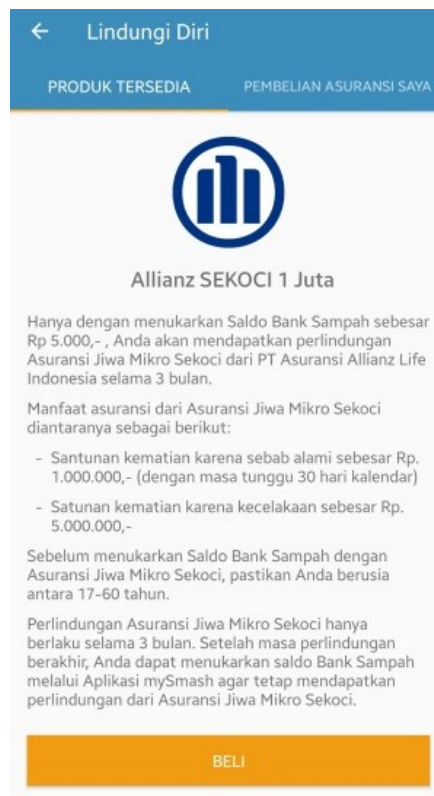 Lindungi Diri
PRODUK TERSEDIA
PEMBELIAN ASURANSI SAYA
Allianz SEKOCI 1 Juta
Hanya dengan menukarkan Saldo Bank Sampah sebesar
Rp 5.000,- , Anda akan mendapatkan perlindungan
Asuransi Jiwa Mikro Sekoci dari PT Asuransi Allianz Life
Indonesia selama 3 bulan.
Manfaat asuransi dari Asuransi Jiwa Mikro Sekoci
diantaranya sebagai berikut:
- Santunan kematian karena sebab alami sebesar Rp.
1.000.000,- (dengan masa tunggu 30 hari kalendar)
- Satunan kematian karena kecelakaan sebesar Rp.
5.000.000,-
Sebelum menukarkan Saldo Bank Sampah dengan
Asuransi Jiwa Mikro Sekoci, pastikan Anda berusia
antara 17-60 tahun.
Perlindungan Asuransi Jiwa Mikro Sekoci hanya
berlaku selama 3 bulan. Setelah masa perlindungan
berakhir, Anda dapat menukarkan saldo Bank Sampah
melalui Aplikasi mySmash agar tetap mendapatkan
perlindungan dari Asuransi Jiwa Mikro Sekoci.
BELI